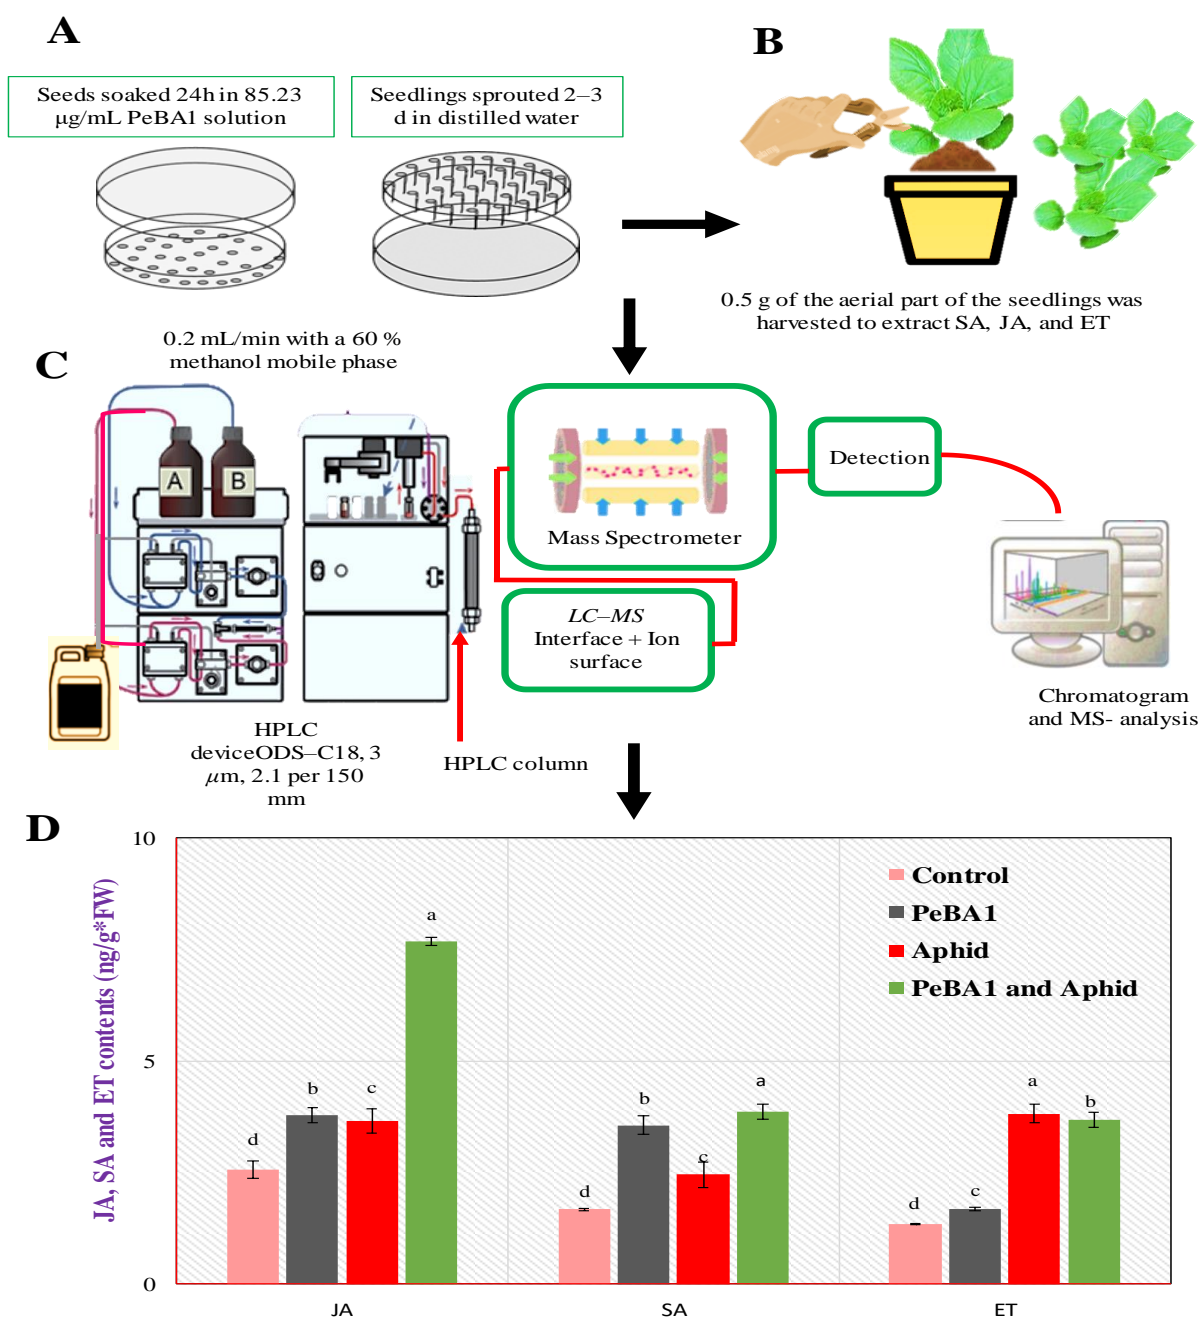 A
B
Seeds soaked 24h in 85.23
µg/mL PeBA1 solution
Seedlings sprouted 2–3
d in distilled water
0.5 g of the aerial part of the seedlings was
harvested to extract SA, JA, and ET
0.2 mL/min with a 60 %
methanol mobile phase
C
A
B
Mass Spectrometer
Detection
LC–MS
Interface + Ion
surface
Chromatogram
and MS- analysis
HPLC
deviceODS–C18, 3
µm, 2.1 per 150
mm
HPLC column
D
JA, SA and ET contents (ng/g*FW)
10
5
0
Control
PeBA1
Aphid
PeBA1 and Aphid
d
b
c
a
d
b
c
a
d
c
a
b
JA
SA
ET